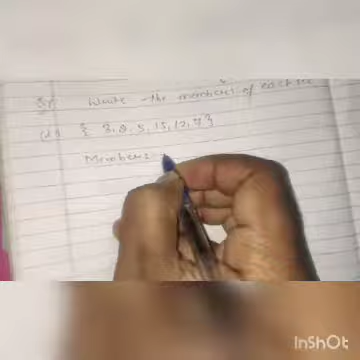 Write the members of each
{ 3, 8, 5, 15, 12, 7 }
Members
InShOt